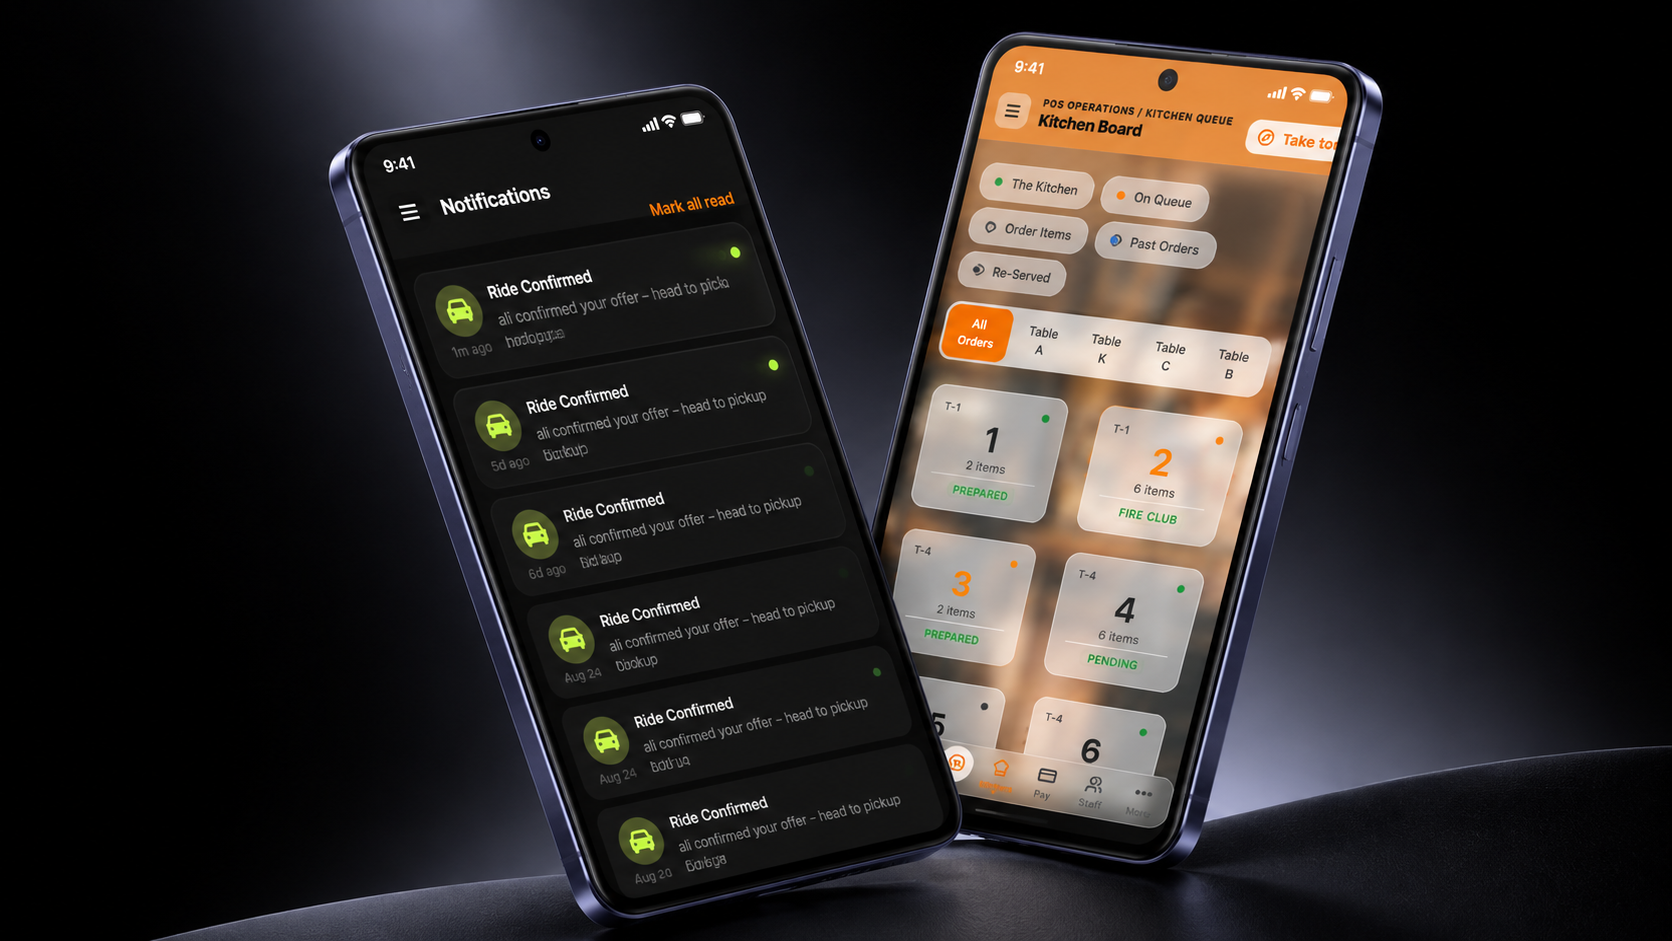 9:41
Notifications
Mark all read
Ride Confirmed
ali confirmed your offer – head to
1m ago
Ride Confirmed
ali confirmed your offer – head to pickup
5d ago
Ride Confirmed
ali confirmed your offer – head to pickup
6d ago
Ride Confirmed
ali confirmed your offer – head to pickup
Aug 24
Ride Confirmed
ali confirmed your offer – head to pickup
Aug 24
Ride Confirmed
ali confirmed your offer – head to pickup
Aug 20
9:41
POS OPERATIONS / KITCHEN QUEUE
Kitchen Board
Take tor
The Kitchen
On Queue
Order Items
Past Orders
Re-Served
All
Orders
Table
A
Table
K
Table
C
Table
B
T-1
1
2 items
PREPARED
T-1
2
6 items
FIRE CLUB
T-4
3
2 items
PREPARED
T-4
4
6 items
PENDING
5
T-4
6
Pay
Staff
More